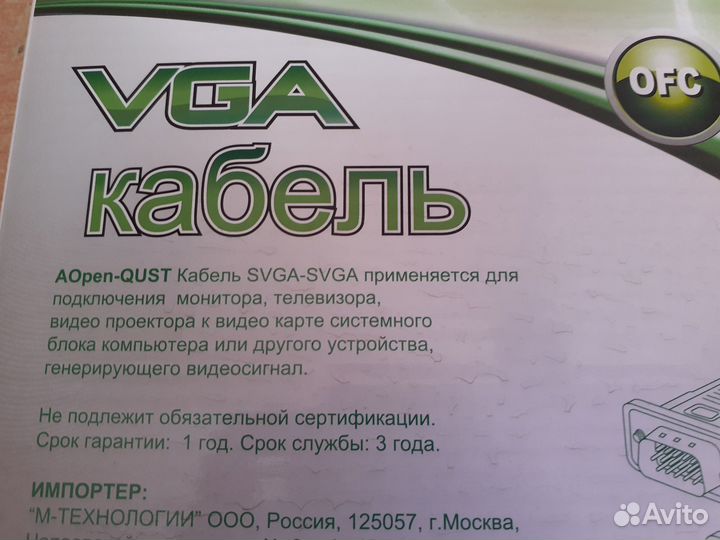 VGA
OFC
кабель
AOpen-QUST Кабель SVGA-SVGA применяется для
подключения монитора, телевизора,
видео проектора к видео карте системного
блока компьютера или другого устройства,
генерирующего видеосигнал.
Не подлежит обязательной сертификации.
Срок гарантии: 1 год. Срок службы: 3 года.
ИМПОРТЕР:
"М-ТЕХНОЛОГИИ" ООО, Россия, 125057, г.Москва,
Avito